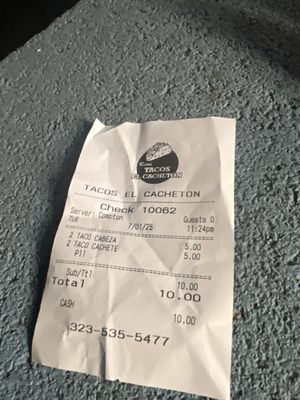 Ricos
TACOS
EL CACHETON
TACOS EL CACHETON
Check 10062
Server: Compton Guests 0
TUE 7/01/25 11:24pm
2 TACO CABEZA 5.00
2 TACO CACHETE 5.00
P11
Sub/Ttl 10.00
Total 10.00
CASH 10.00
323-535-5477